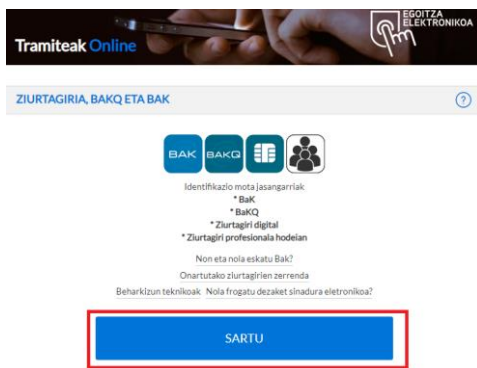 EGOITZA
ELEKTRONIKOA
Tramiteak Online
ZIURTAGIRIA, BAKQ ETA BAK
?
BAK BAKQ
Identifikazio mota jasangarriak
* BaK
* BaKQ
* Ziurtagiri digital
* Ziurtagiri profesionala hodeian
Non eta nola eskatu Bak?
Onartutako ziurtagirien zerrenda
Beharkizun teknikoak Nola frogatu dezaket sinadura eletronikoa?
SARTU